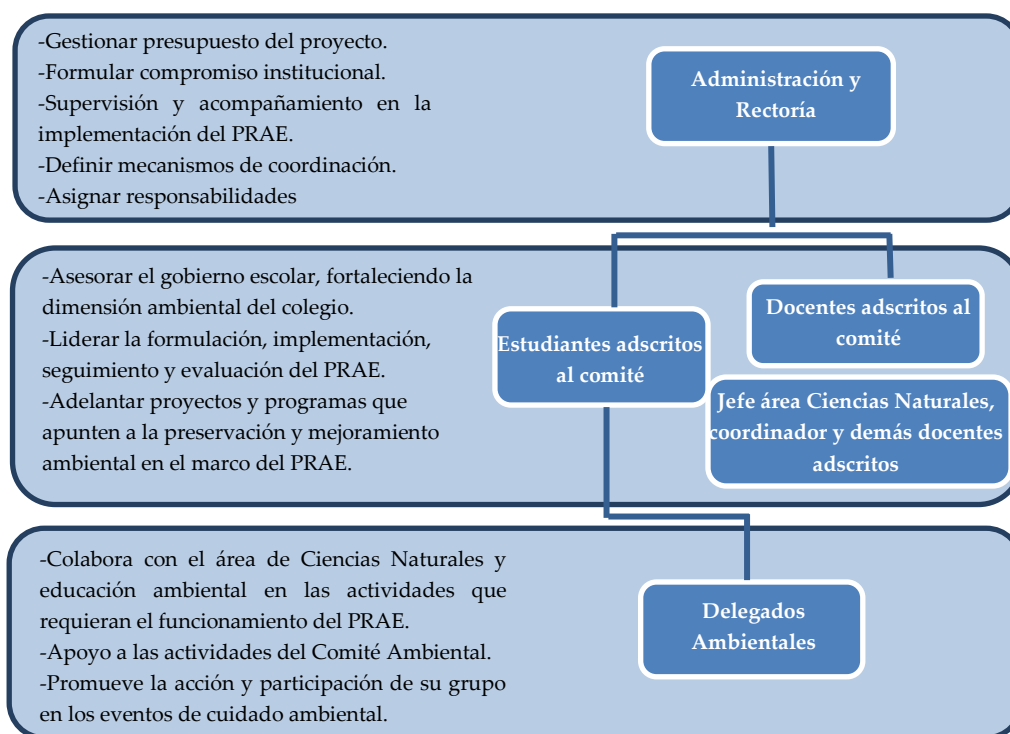 -Gestionar presupuesto del proyecto.
-Formular compromiso institucional.
-Supervisión y acompañamiento en la
implementación del PRAE.
-Definir mecanismos de coordinación.
-Asignar responsabilidades
Administración y
Rectoría
-Asesorar el gobierno escolar, fortaleciendo la
dimensión ambiental del colegio.
-Liderar la formulación, implementación,
seguimiento y evaluación del PRAE.
-Adelantar proyectos y programas que
apunten a la preservación y mejoramiento
ambiental en el marco del PRAE.
Estudiantes adscritos
al comité
Docentes adscritos al
comité
Jefe área Ciencias Naturales,
coordinador y demás docentes
adscritos
-Colabora con el área de Ciencias Naturales y
educación ambiental en las actividades que
requieran el funcionamiento del PRAE.
-Apoyo a las actividades del Comité Ambiental.
-Promueve la acción y participación de su grupo
en los eventos de cuidado ambiental.
Delegados
Ambientales